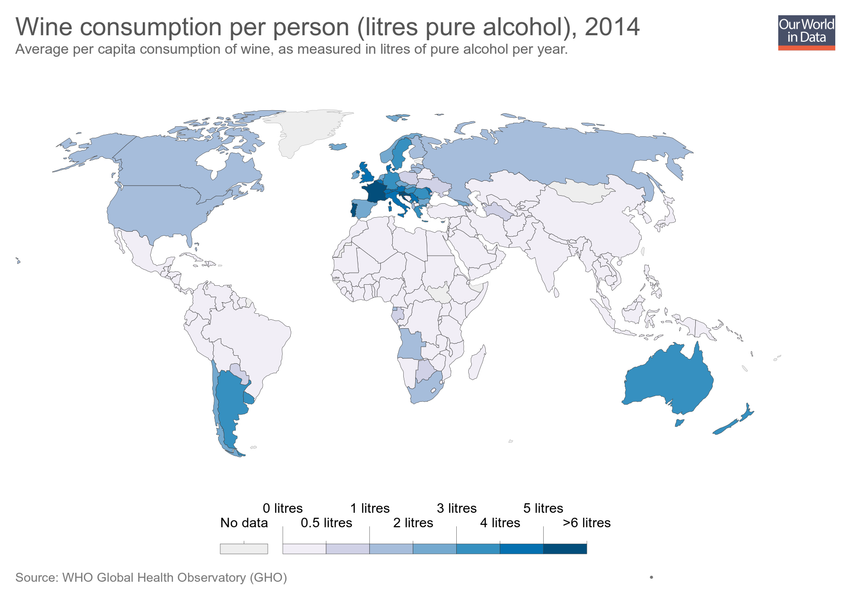 Wine consumption per person (litres pure alcohol), 2014
Average per capita consumption of wine, as measured in litres of pure alcohol per year.
Our World
in Data
0 litres 1 litres 3 litres 5 litres
No data 0.5 litres 2 litres 4 litres >6 litres
Source: WHO Global Health Observatory (GHO)